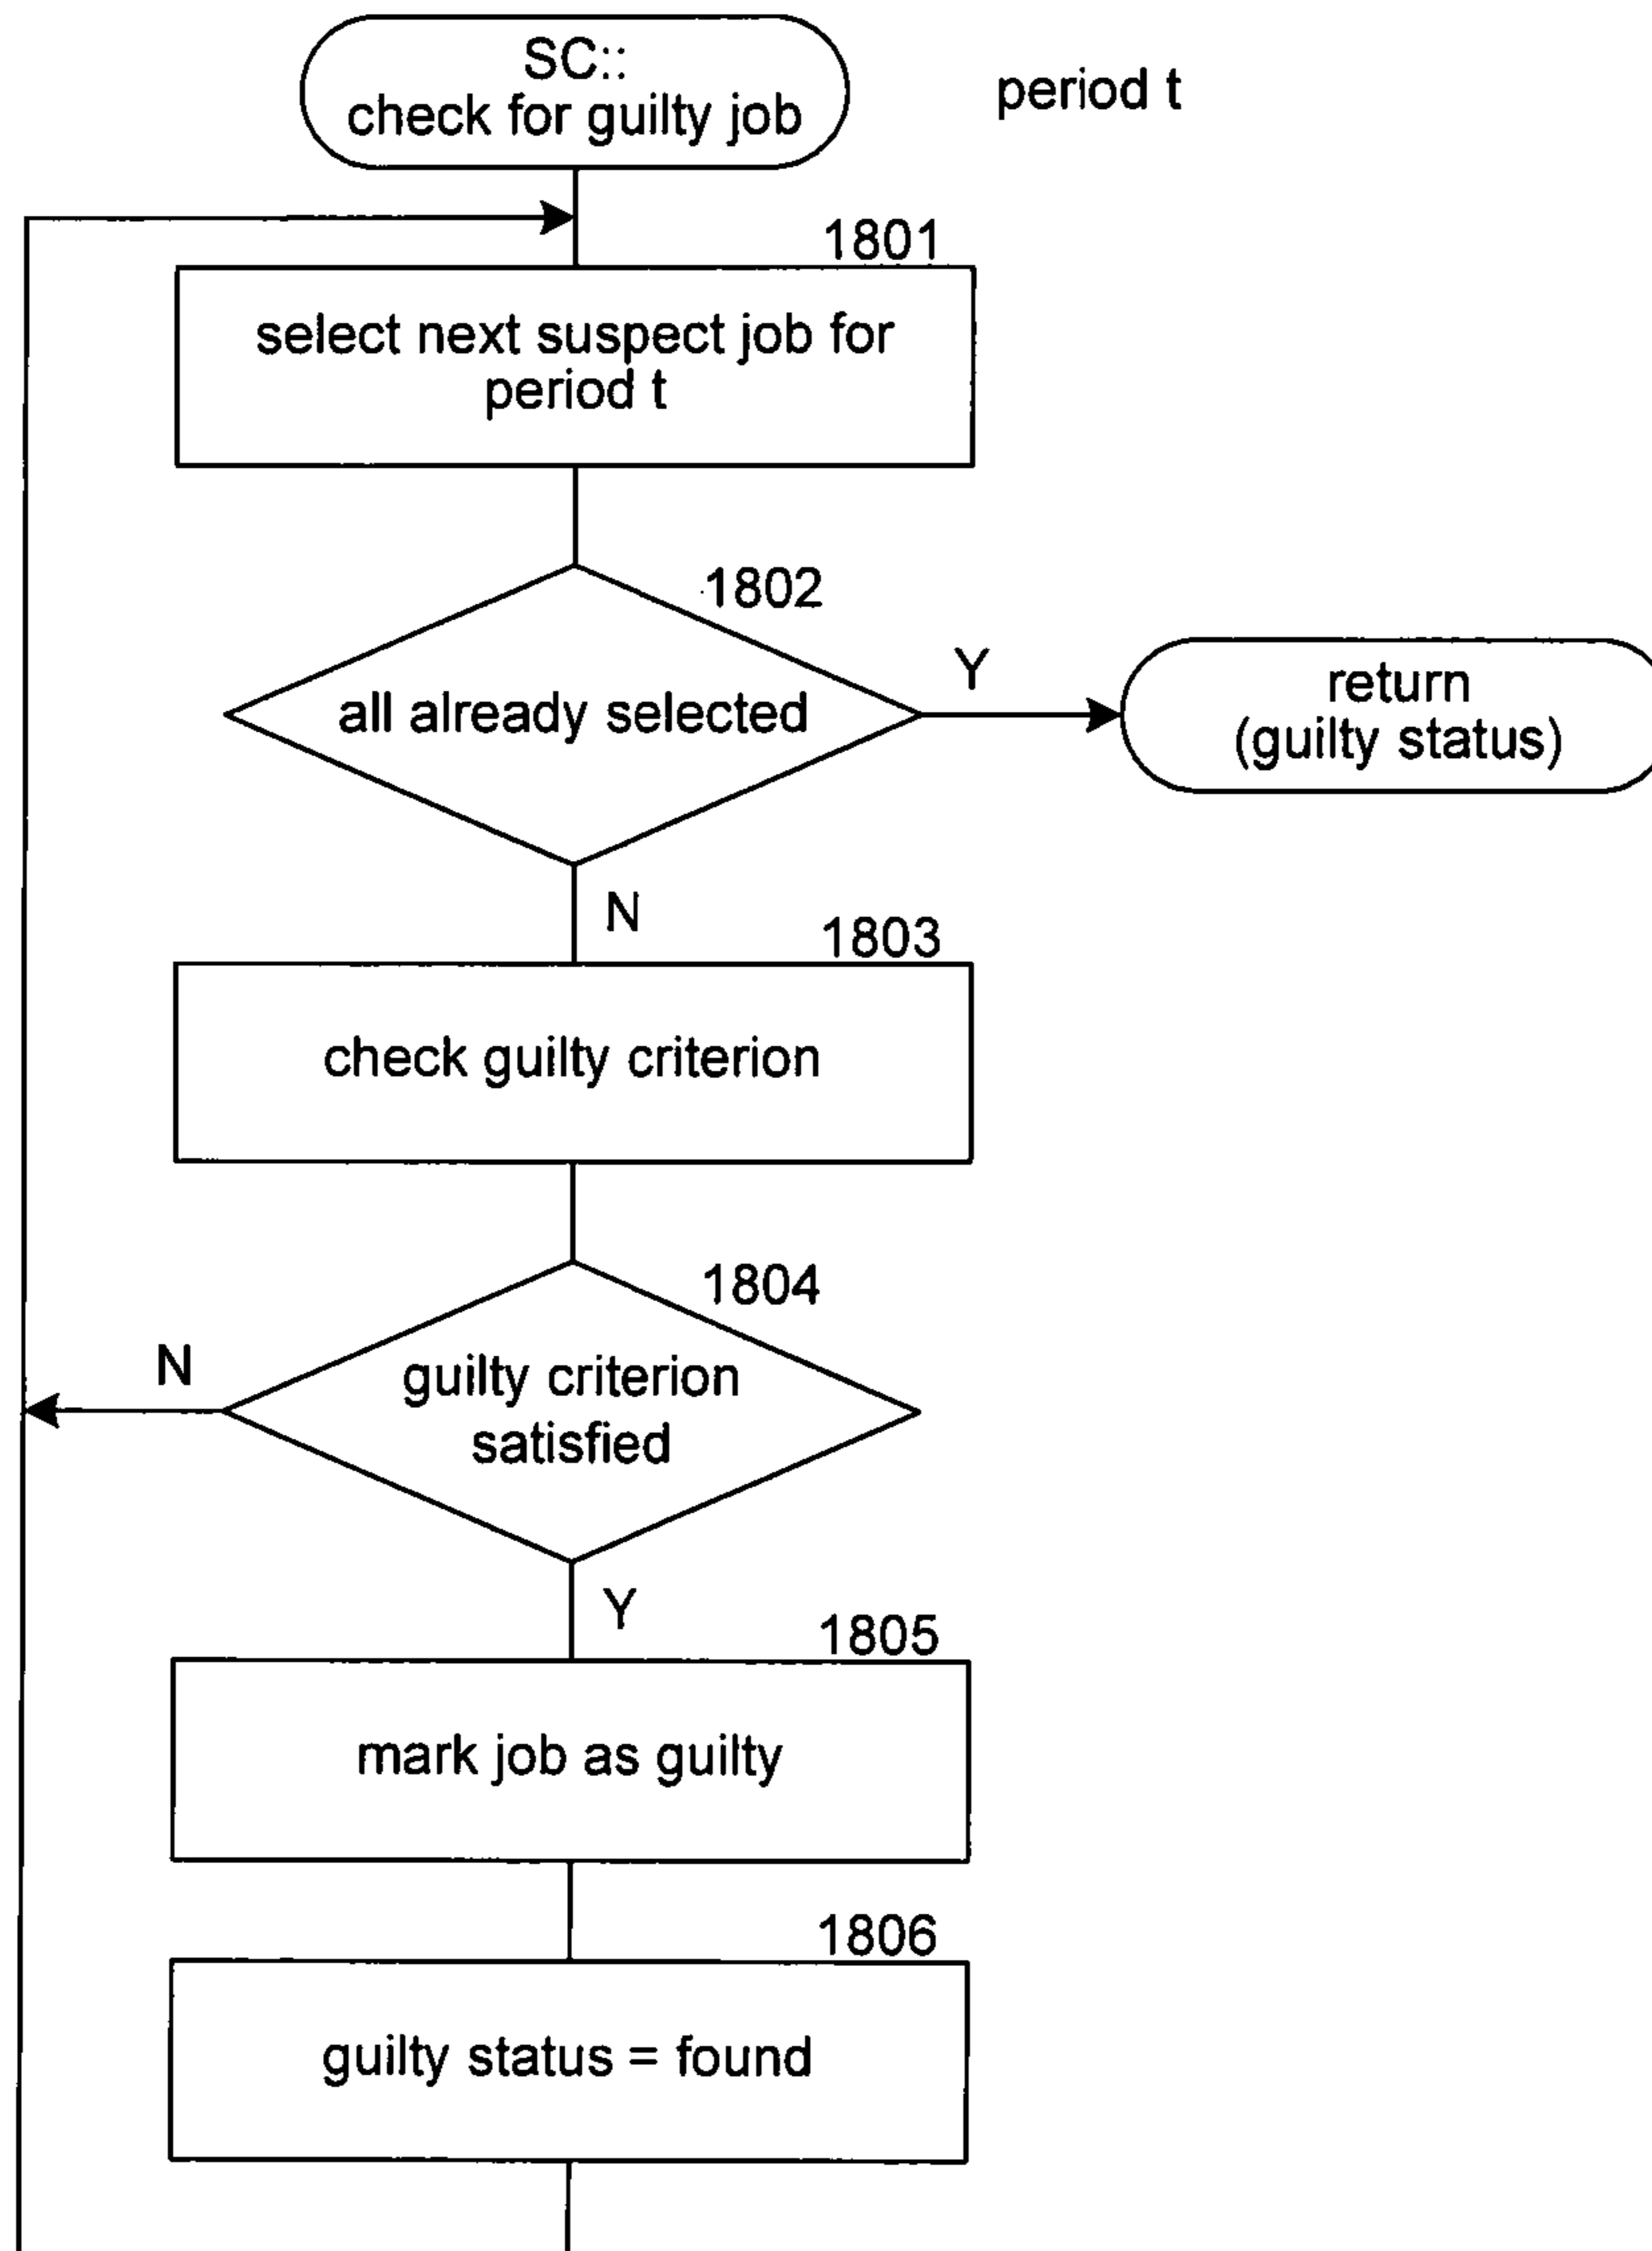 SC::
check for guilty job
period t
1801
select next suspect job for
period t
1802
all already selected
Y
return
(guilty status)
N
1803
check guilty criterion
1804
guilty criterion
satisfied
N
Y
1805
mark job as guilty
1806
guilty status = found